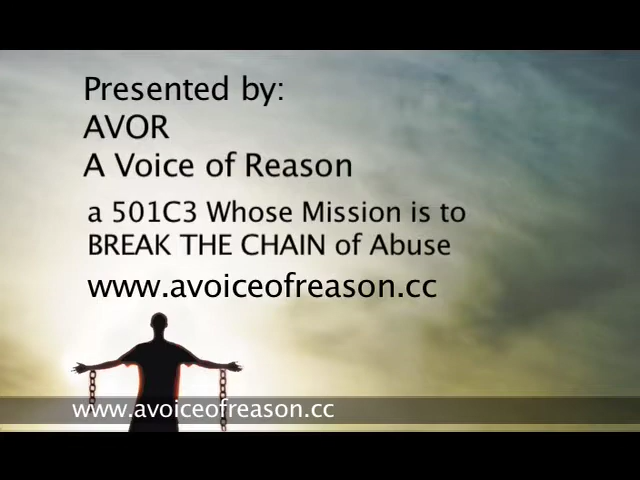 Presented by:
AVOR
A Voice of Reason
a 501C3 Whose Mission is to
BREAK THE CHAIN of Abuse
www.avoiceofreason.cc
www.avoiceofreason.cc